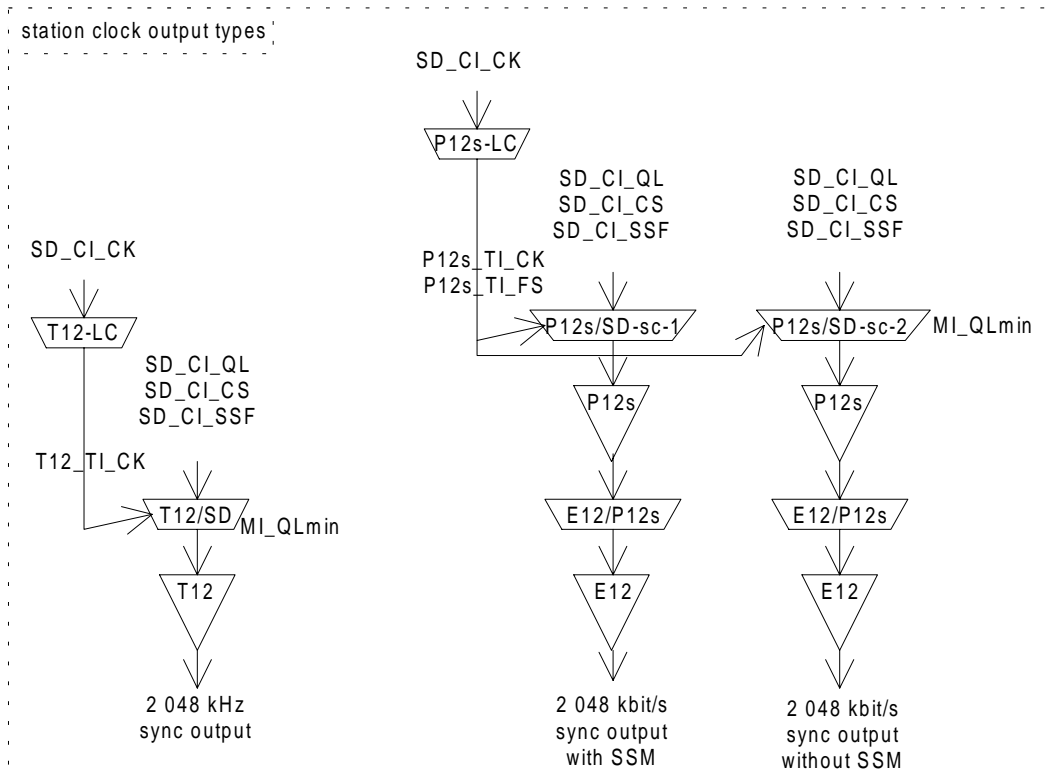 station clock output types
SD_CI_CK
P12s-LC
SD_CI_QL
SD_CI_CS
SD_CI_SSF
SD_CI_QL
SD_CI_CS
SD_CI_SSF
SD_CI_CK
P12s_TI_CK
P12s_TI_FS
T12-LC
P12s/SD-sc-1
P12s/SD-sc-2
MI_QLmin
SD_CI_QL
SD_CI_CS
SD_CI_SSF
P12s
P12s
T12_TI_CK
T12/SD
MI_QLmin
E12/P12s
E12/P12s
T12
E12
E12
2 048 kHz
sync output
2 048 kbit/s
sync output
with SSM
2 048 kbit/s
sync output
without SSM